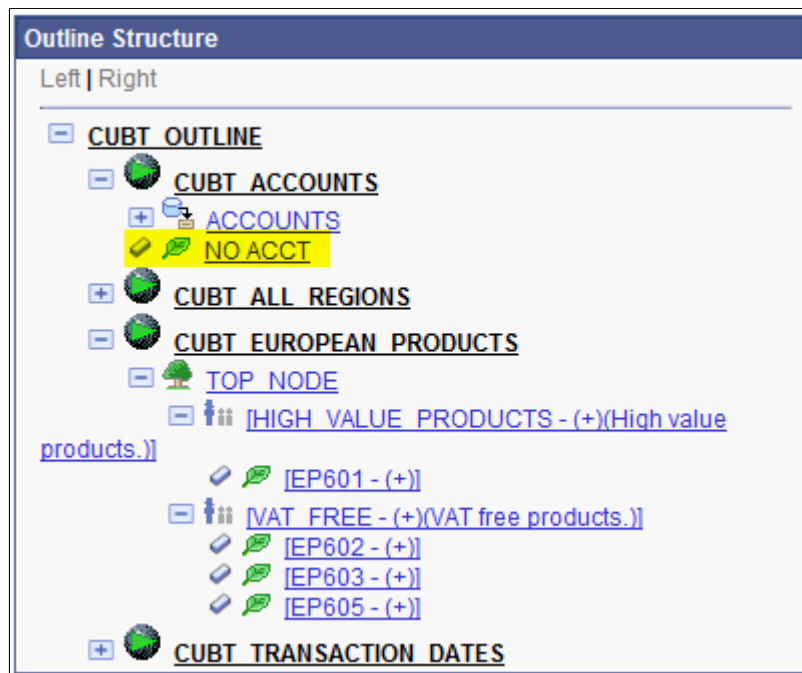 Outline Structure
Left | Right
CUBT_OUTLINE
CUBT_ACCOUNTS
ACCOUNTS
NO ACCT
CUBT_ALL_REGIONS
CUBT_EUROPEAN_PRODUCTS
TOP_NODE
[HIGH_VALUE_PRODUCTS - (+)(High value
products.)]
[EP601 - (+)]
[VAT_FREE - (+)(VAT free products.)]
[EP602 - (+)]
[EP603 - (+)]
[EP605 - (+)]
CUBT_TRANSACTION_DATES